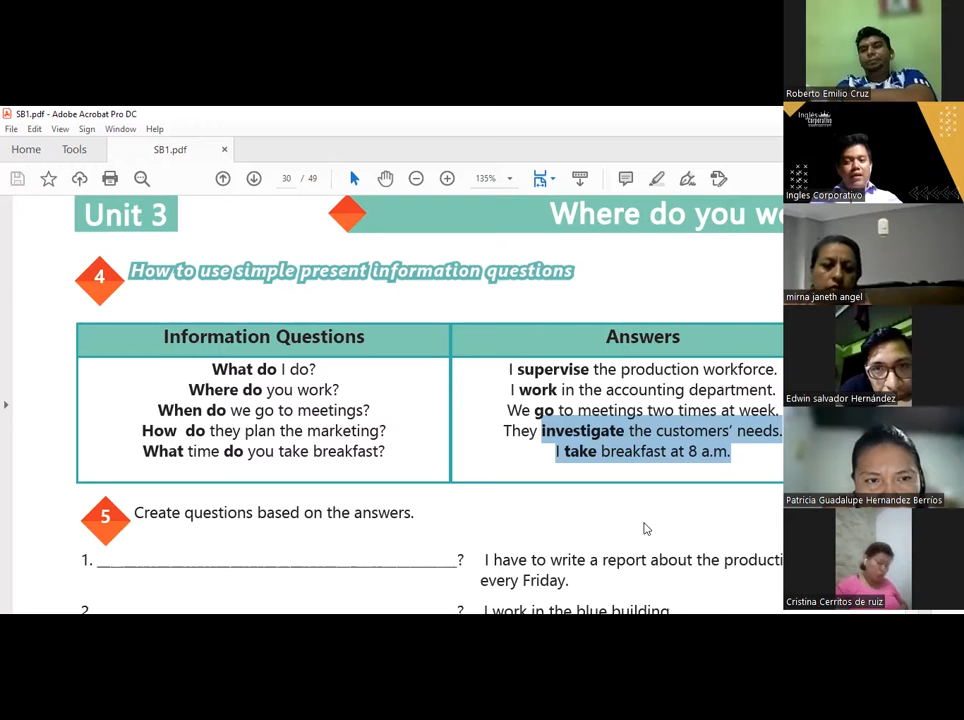 SB1.pdf - Adobe Acrobat Pro DC
File Edit View Sign Window Help
Home Tools SB1.pdf ×
30 / 49 135%
Unit 3 Where do you wo
4 How to use simple present information questions
Information Questions Answers
What do I do? I supervise the production workforce.
Where do you work? I work in the accounting department.
When do we go to meetings? We go to meetings two times at week.
How do they plan the marketing? They investigate the customers' needs.
What time do you take breakfast? I take breakfast at 8 a.m.
5 Create questions based on the answers.
1. ____________________________________________? I have to write a report about the producti
every Friday.
2. ? I work in the blue building.
Roberto Emilio Cruz
Inglés
corporativo
Ingles Corporativo
mirna janeth angel
Edwin salvador Hernández
Patricia Guadalupe Hernandez Berríos
Cristina Cerritos de ruiz